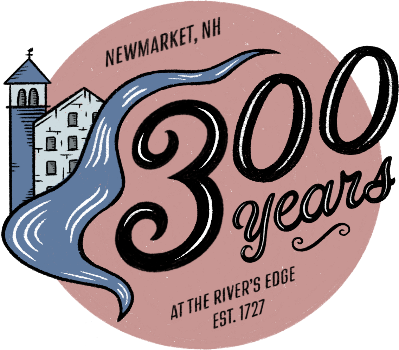 NEWMARKET, NH
300
years
AT THE RIVER'S EDGE
EST. 1727